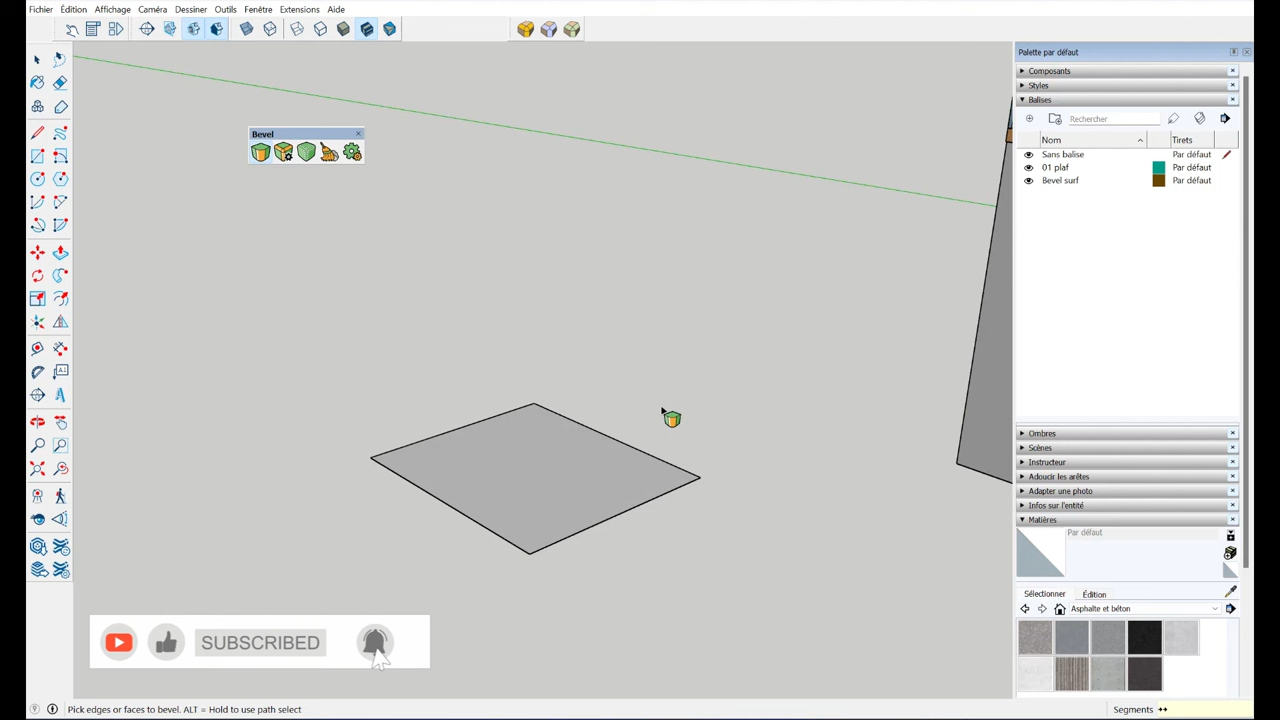 Fichier Édition Affichage Caméra Dessiner Outils Fenêtre Extensions Aide
Palette par défaut
Composants
Styles
Balises
Rechercher
Nom Tirets
Sans balise Par défaut
01 plaf Par défaut
Bevel surf Par défaut
Bevel
Ombres
Scènes
Instructeur
Adoucir les arêtes
Adapter une photo
Infos sur l'entité
Matières
Par défaut
Sélectionner Édition
Asphalte et béton
SUBSCRIBED
Pick edges or faces to bevel. ALT = Hold to use path select
Segments